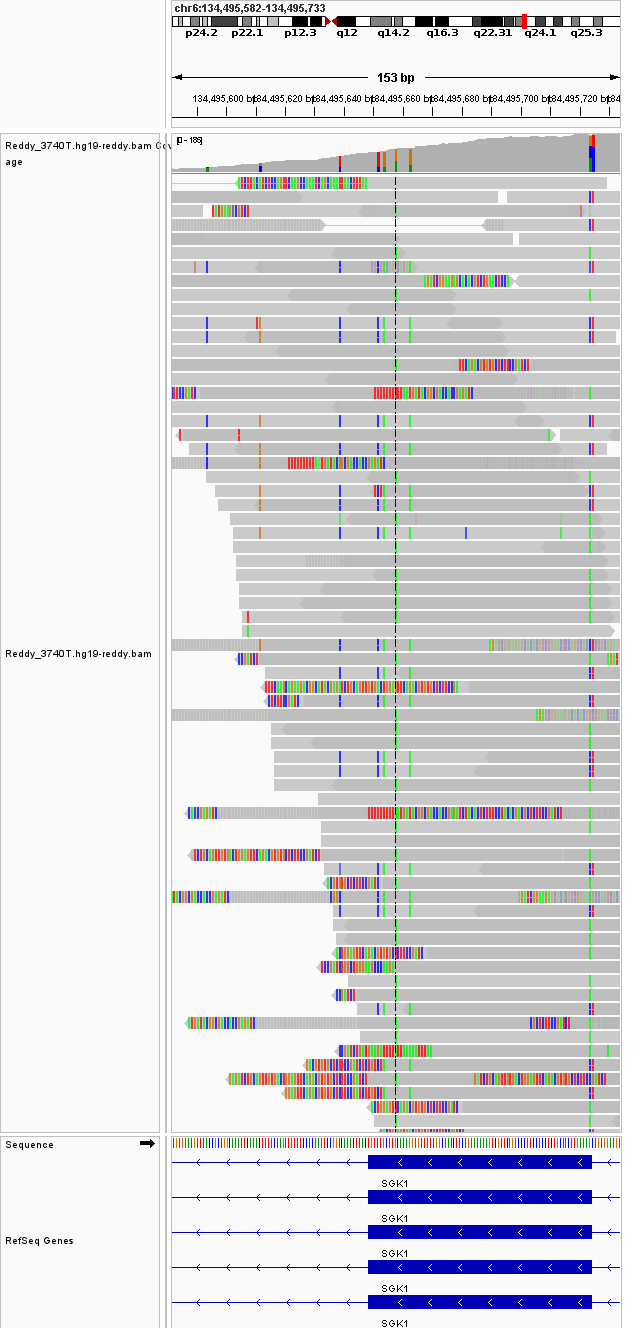 chr6:134,495,582-134,495,733
p24.2 p22.1 p12.3 q12 q14.2 q16.3 q22.31 q24.1 q25.3
153 bp
134,495,600 bp 134,495,620 bp 134,495,640 bp 134,495,660 bp 134,495,680 bp 134,495,700 bp 134,495,720 bp
Reddy_3740T.hg19-reddy.bam
age
[0 - 186]
Reddy_3740T.hg19-reddy.bam
Sequence
SGK1
SGK1
RefSeq Genes
SGK1
SGK1
SGK1